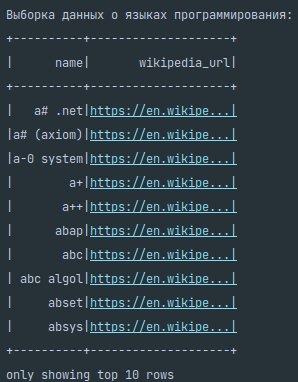 Выборка данных о языках программирования:
+----------+--------------------+
|      name|       wikipedia_url|
+----------+--------------------+
|   a# .net|https://en.wikipe...|
|a# (axiom)|https://en.wikipe...|
|a-0 system|https://en.wikipe...|
|        a+|https://en.wikipe...|
|       a++|https://en.wikipe...|
|      abap|https://en.wikipe...|
|       abc|https://en.wikipe...|
| abc algol|https://en.wikipe...|
|     abset|https://en.wikipe...|
|     absys|https://en.wikipe...|
+----------+--------------------+
only showing top 10 rows